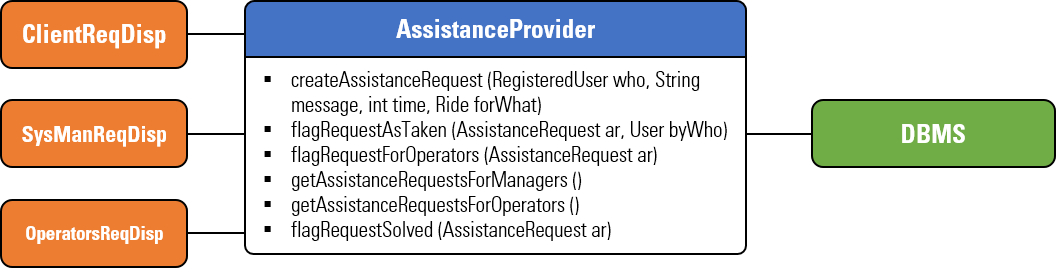 ClientReqDisp
SysManReqDisp
OperatorsReqDisp
AssistanceProvider
▪ createAssistanceRequest (RegisteredUser who, String
message, int time, Ride forWhat)
▪ flagRequestAsTaken (AssistanceRequest ar, User byWho)
▪ flagRequestForOperators (AssistanceRequest ar)
▪ getAssistanceRequestsForManagers ()
▪ getAssistanceRequestsForOperators ()
▪ flagRequestSolved (AssistanceRequest ar)
DBMS